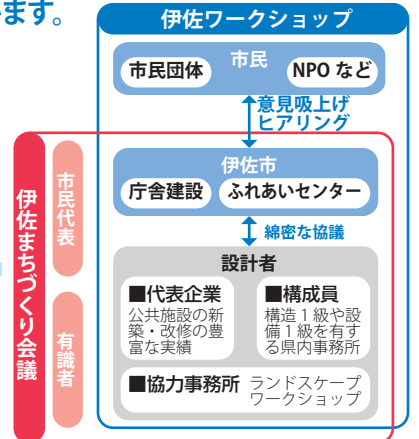 ます。
伊佐ワークショップ
市民
市民団体
NPO など
意見吸上げ
ヒアリング
伊佐市
庁舎建設
ふれあいセンター
綿密な協議
設計者
■代表企業
公共施設の新
築・改修の豊
富な実績
■構成員
構造1級や設
備1級を有す
る県内事務所
■協力事務所
ランドスケープ
ワークショップ
伊佐まちづくり会議
市民代表
有識者